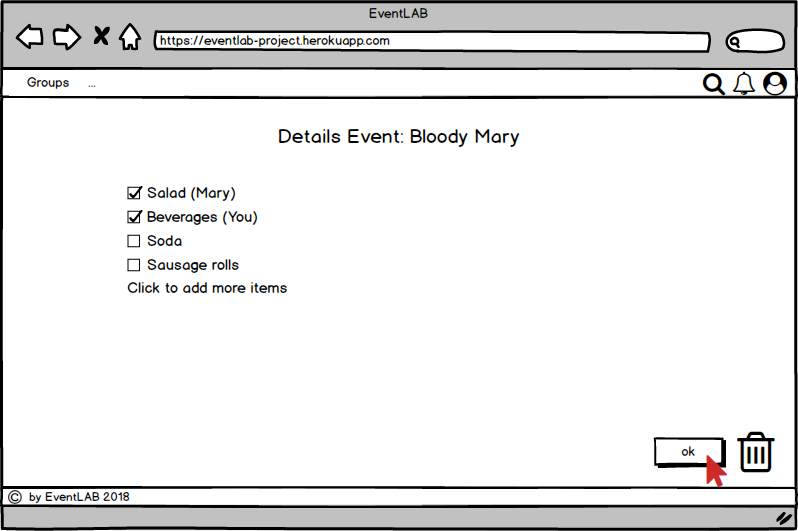 EventLAB
https://eventlab-project.herokuapp.com
Groups ...
Details Event: Bloody Mary
Salad (Mary)
Beverages (You)
Soda
Sausage rolls
Click to add more items
ok
© by EventLAB 2018